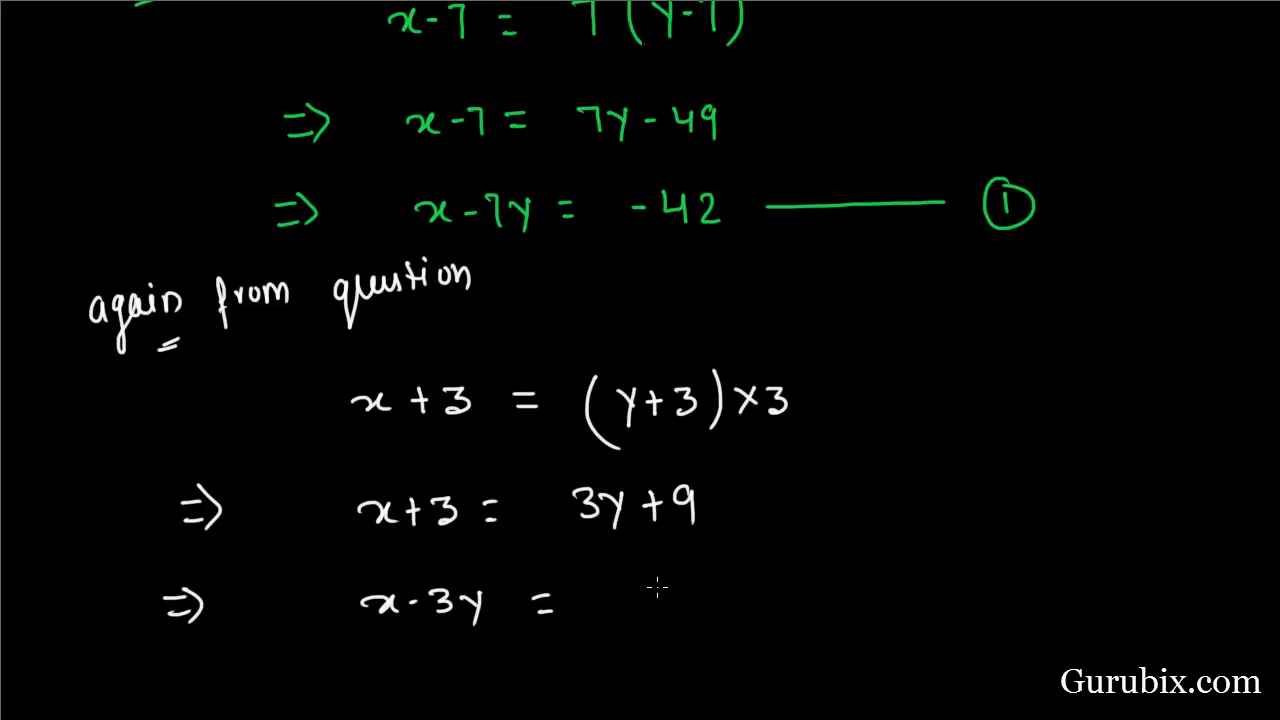 x - 7 = 7 (y - 7)
⇒ x - 7 = 7y - 49
⇒ x - 7y = - 42 ——— ①
again from question
x + 3 = (y + 3) × 3
⇒ x + 3 = 3y + 9
⇒ x - 3y =
Gurubix.com